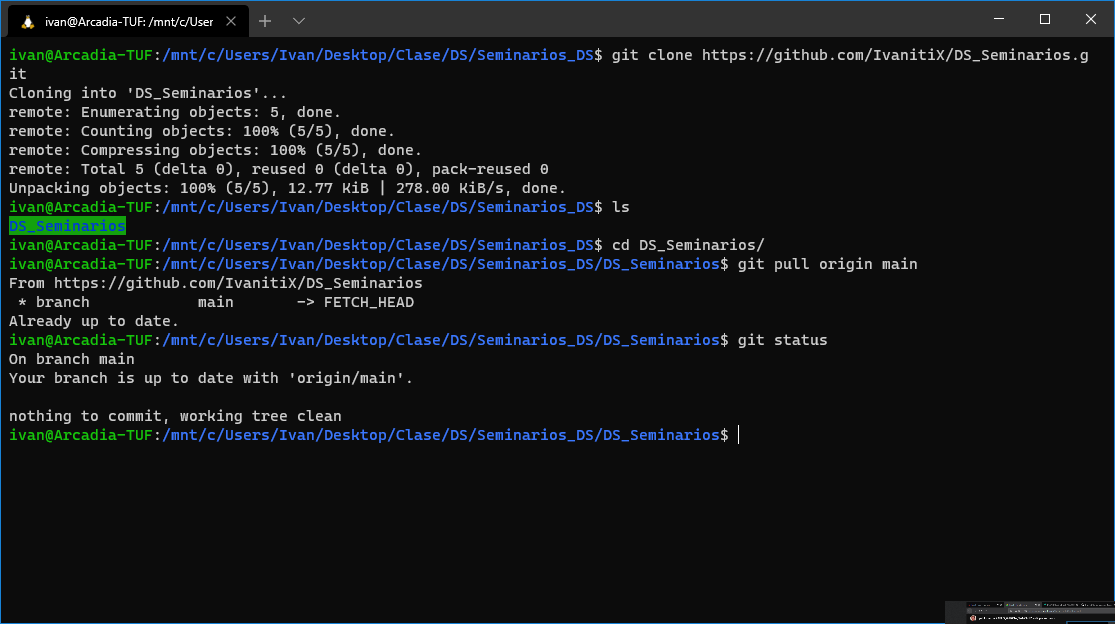 ivan@Arcadia-TUF: /mnt/c/User
ivan@Arcadia-TUF:/mnt/c/Users/Ivan/Desktop/Clase/DS/Seminarios_DS$ git clone https://github.com/IvanitiX/DS_Seminarios.g
it
Cloning into 'DS_Seminarios'...
remote: Enumerating objects: 5, done.
remote: Counting objects: 100% (5/5), done.
remote: Compressing objects: 100% (5/5), done.
remote: Total 5 (delta 0), reused 0 (delta 0), pack-reused 0
Unpacking objects: 100% (5/5), 12.77 KiB | 278.00 KiB/s, done.
ivan@Arcadia-TUF:/mnt/c/Users/Ivan/Desktop/Clase/DS/Seminarios_DS$ ls
DS_Seminarios
ivan@Arcadia-TUF:/mnt/c/Users/Ivan/Desktop/Clase/DS/Seminarios_DS$ cd DS_Seminarios/
ivan@Arcadia-TUF:/mnt/c/Users/Ivan/Desktop/Clase/DS/Seminarios_DS/DS_Seminarios$ git pull origin main
From https://github.com/IvanitiX/DS_Seminarios
 * branch            main       -> FETCH_HEAD
Already up to date.
ivan@Arcadia-TUF:/mnt/c/Users/Ivan/Desktop/Clase/DS/Seminarios_DS/DS_Seminarios$ git status
On branch main
Your branch is up to date with 'origin/main'.

nothing to commit, working tree clean
ivan@Arcadia-TUF:/mnt/c/Users/Ivan/Desktop/Clase/DS/Seminarios_DS/DS_Seminarios$